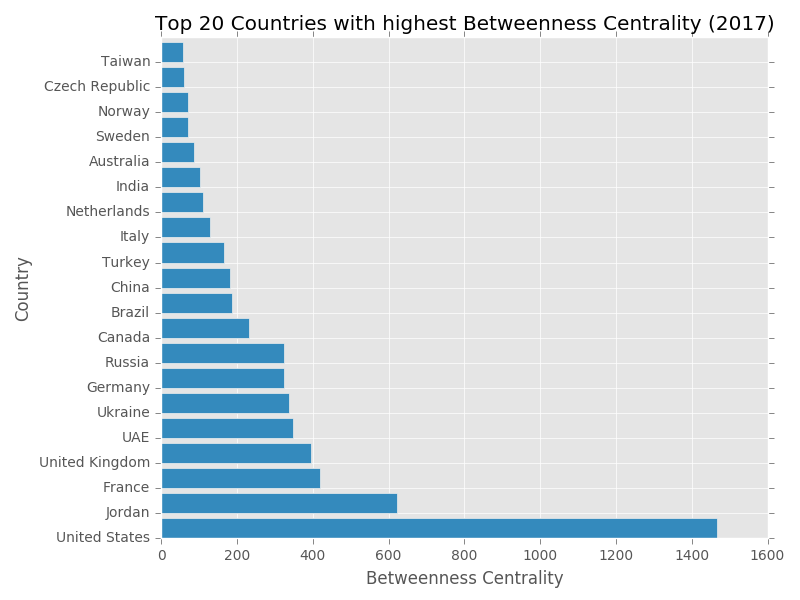 Top 20 Countries with highest Betweenness Centrality (2017)
Taiwan
Czech Republic
Norway
Sweden
Australia
India
Netherlands
Italy
Turkey
China
Brazil
Canada
Russia
Germany
Ukraine
UAE
United Kingdom
France
Jordan
United States
Country
0 200 400 600 800 1000 1200 1400 1600
Betweenness Centrality